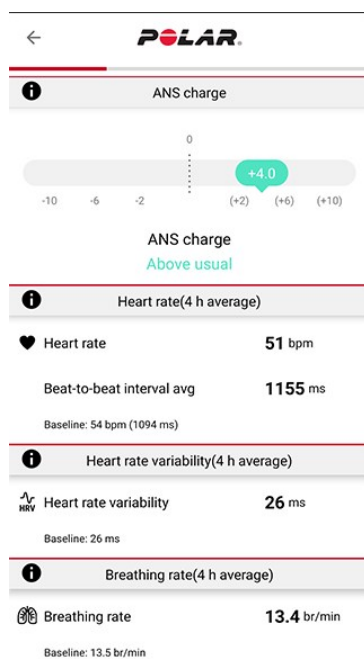 POLAR.
ANS charge
0
+4.0
-10 -6 -2 (+2) (+6) (+10)
ANS charge
Above usual
Heart rate(4 h average)
Heart rate 51 bpm
Beat-to-beat interval avg 1155 ms
Baseline: 54 bpm (1094 ms)
Heart rate variability(4 h average)
HRV Heart rate variability 26 ms
Baseline: 26 ms
Breathing rate(4 h average)
Breathing rate 13.4 br/min
Baseline: 13.5 br/min